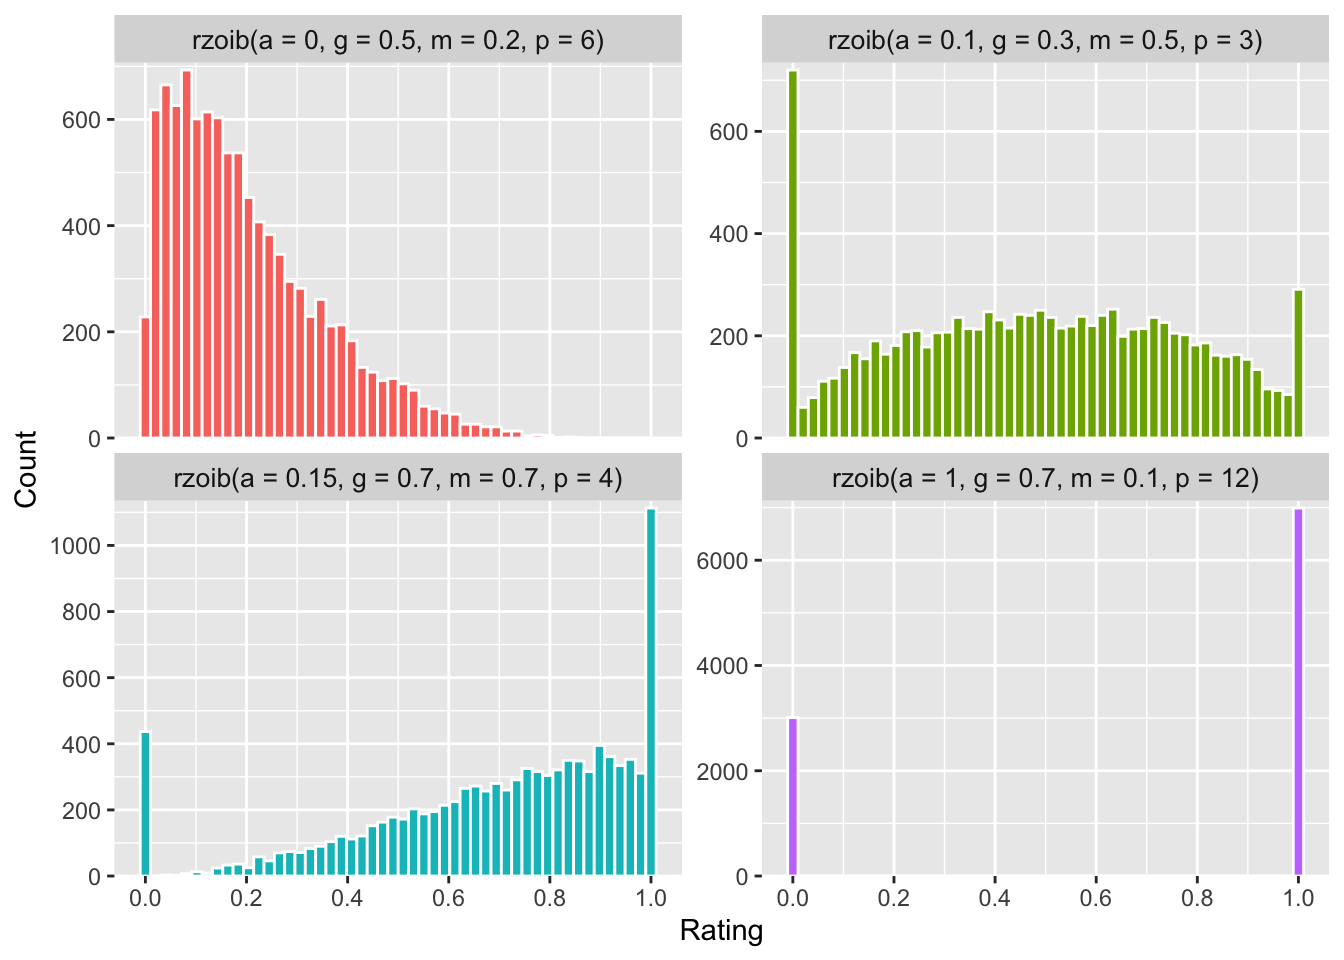 rzoib(a = 0, g = 0.5, m = 0.2, p = 6)
rzoib(a = 0.1, g = 0.3, m = 0.5, p = 3)
600
400
200
0
600
400
200
0
Count
rzoib(a = 0.15, g = 0.7, m = 0.7, p = 4)
rzoib(a = 1, g = 0.7, m = 0.1, p = 12)
1000
800
600
400
200
0
6000
4000
2000
0
0.0 0.2 0.4 0.6 0.8 1.0
0.0 0.2 0.4 0.6 0.8 1.0
Rating